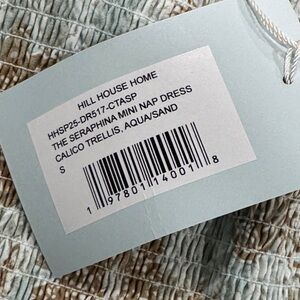 HILL HOUSE HOME
HHSP25-DR517-CTASP
THE SERAPHINA MINI NAP DRESS
CALICO TRELLIS, AQUA/SAND
S
1 97801 14001 8